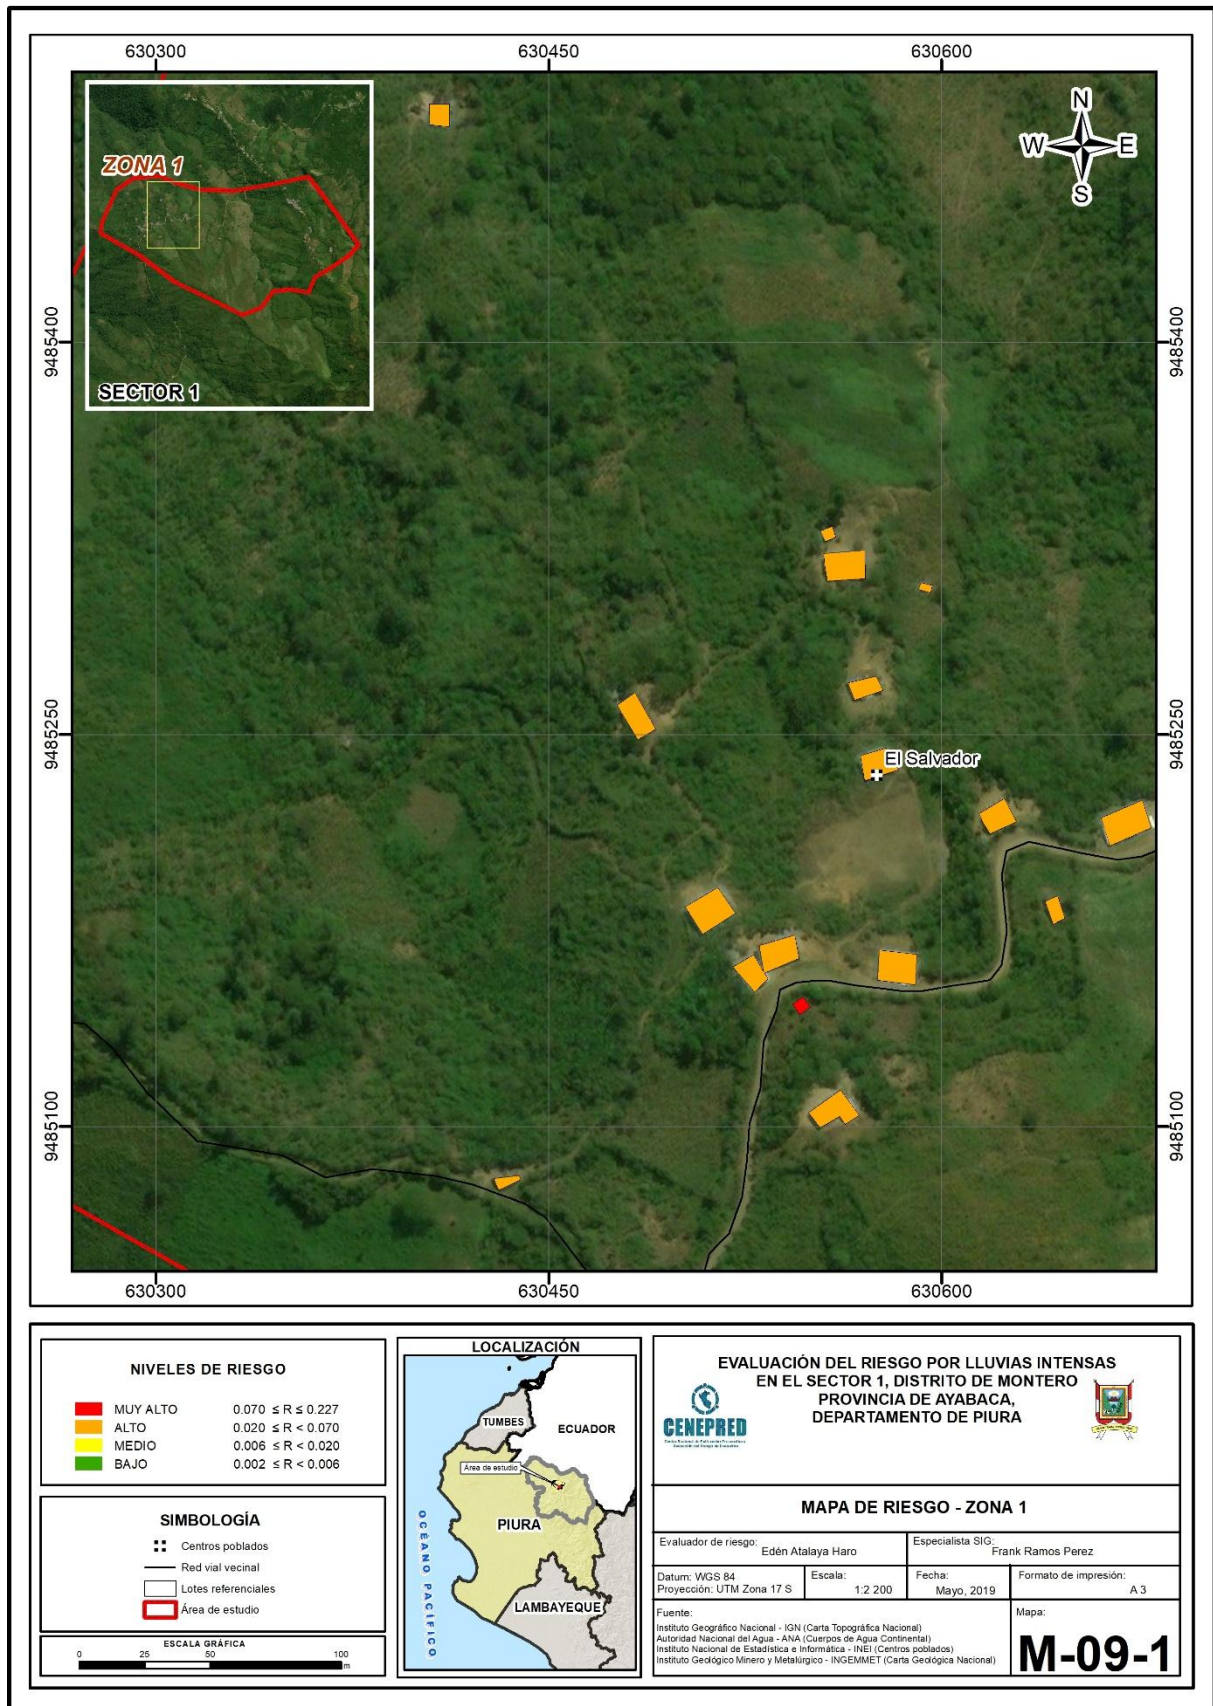 630300
630450
630600
N
W
E
S
ZONA 1
SECTOR 1
9485400
9485400
9485250
9485250
El Salvador
9485100
9485100
630300
630450
630600
NIVELES DE RIESGO
MUY ALTO 0.070 ≤ R ≤ 0.227
ALTO 0.020 ≤ R < 0.070
MEDIO 0.006 ≤ R < 0.020
BAJO 0.002 ≤ R < 0.006
SIMBOLOGÍA
Centros poblados
Red vial vecinal
Lotes referenciales
Área de estudio
ESCALA GRÁFICA
0 25 50 100
m
LOCALIZACIÓN
TUMBES
ECUADOR
Área de estudio
PIURA
OCÉANO PACÍFICO
LAMBAYEQUE
EVALUACIÓN DEL RIESGO POR LLUVIAS INTENSAS
EN EL SECTOR 1, DISTRITO DE MONTERO
PROVINCIA DE AYABACA,
DEPARTAMENTO DE PIURA
CENEPRED
MAPA DE RIESGO - ZONA 1
Evaluador de riesgo:
Edén Atalaya Haro
Especialista SIG:
Frank Ramos Perez
Datum: WGS 84
Proyección: UTM Zona 17 S
Escala:
1:2 200
Fecha:
Mayo, 2019
Formato de impresión:
A 3
Fuente:
Instituto Geográfico Nacional - IGN (Carta Topográfica Nacional)
Autoridad Nacional del Agua - ANA (Cuerpos de Agua Continental)
Instituto Nacional de Estadística e Informática - INEI (Centros poblados)
Instituto Geológico Minero y Metalúrgico - INGEMMET (Carta Geológica Nacional)
Mapa:
M-09-1